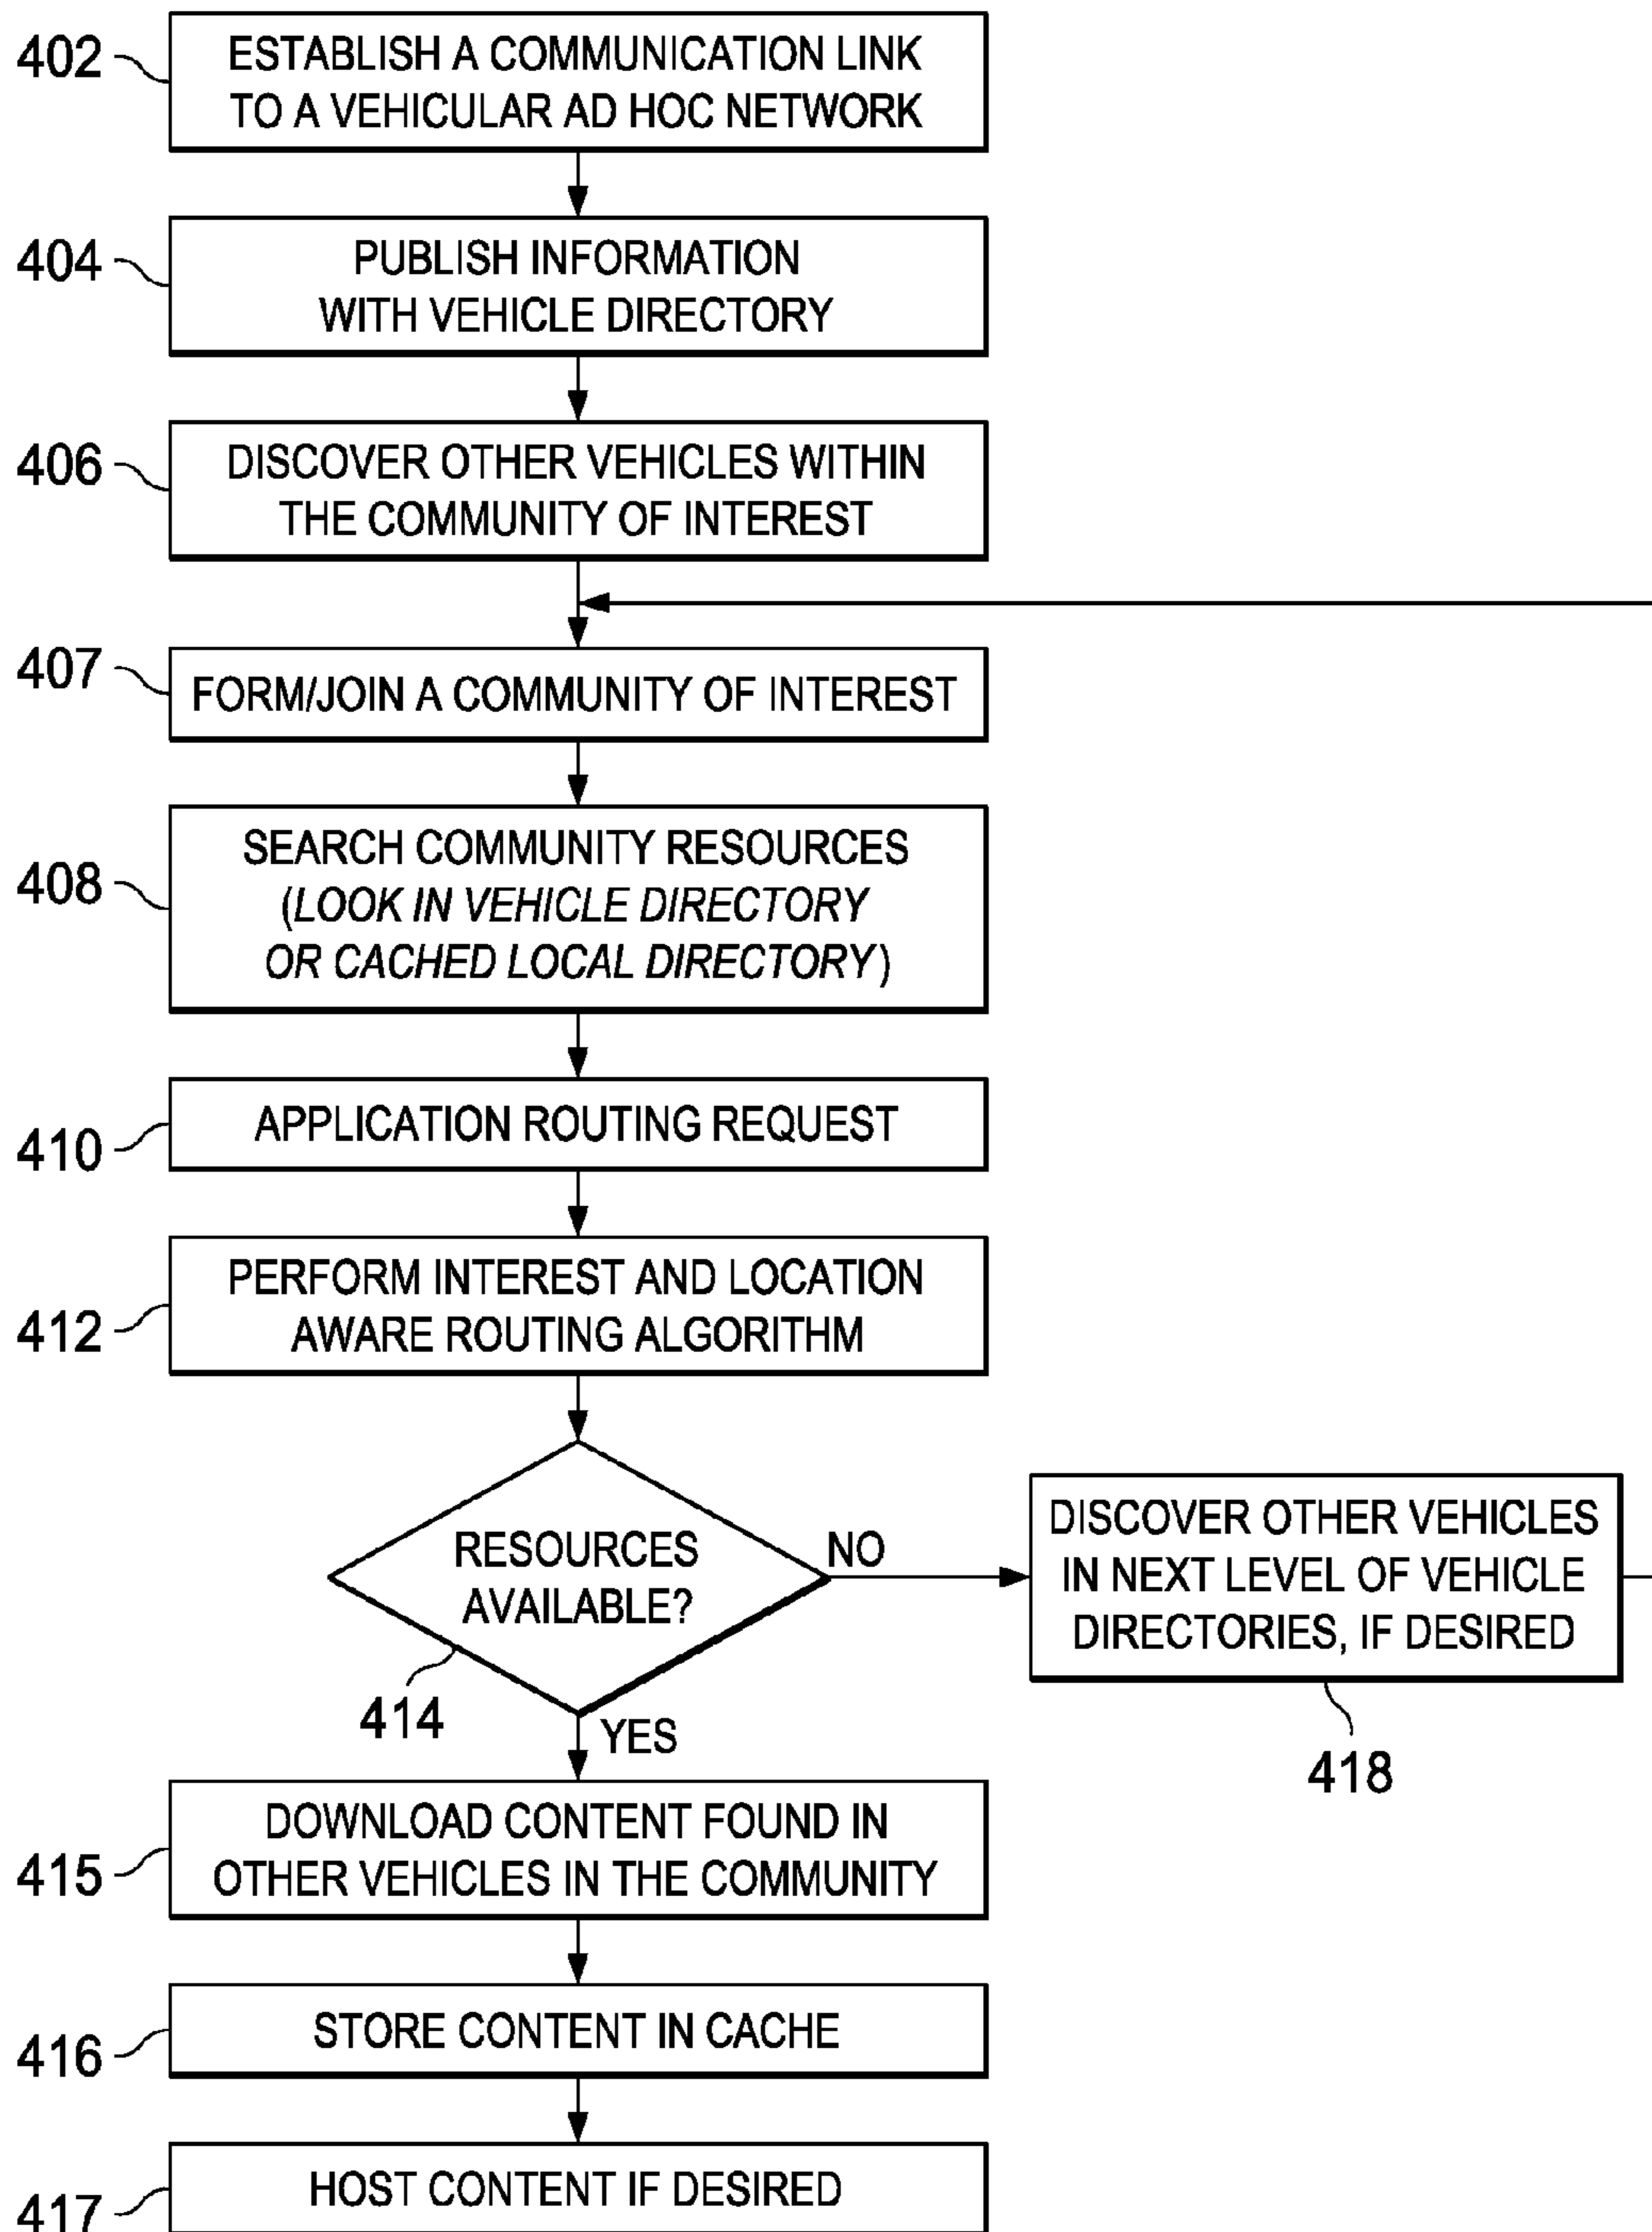 402
ESTABLISH A COMMUNICATION LINK
TO A VEHICULAR AD HOC NETWORK
404
PUBLISH INFORMATION
WITH VEHICLE DIRECTORY
406
DISCOVER OTHER VEHICLES WITHIN
THE COMMUNITY OF INTEREST
407
FORM/JOIN A COMMUNITY OF INTEREST
408
SEARCH COMMUNITY RESOURCES
(LOOK IN VEHICLE DIRECTORY
OR CACHED LOCAL DIRECTORY)
410
APPLICATION ROUTING REQUEST
412
PERFORM INTEREST AND LOCATION
AWARE ROUTING ALGORITHM
RESOURCES
AVAILABLE?
414
NO
YES
DISCOVER OTHER VEHICLES
IN NEXT LEVEL OF VEHICLE
DIRECTORIES, IF DESIRED
418
415
DOWNLOAD CONTENT FOUND IN
OTHER VEHICLES IN THE COMMUNITY
416
STORE CONTENT IN CACHE
417
HOST CONTENT IF DESIRED